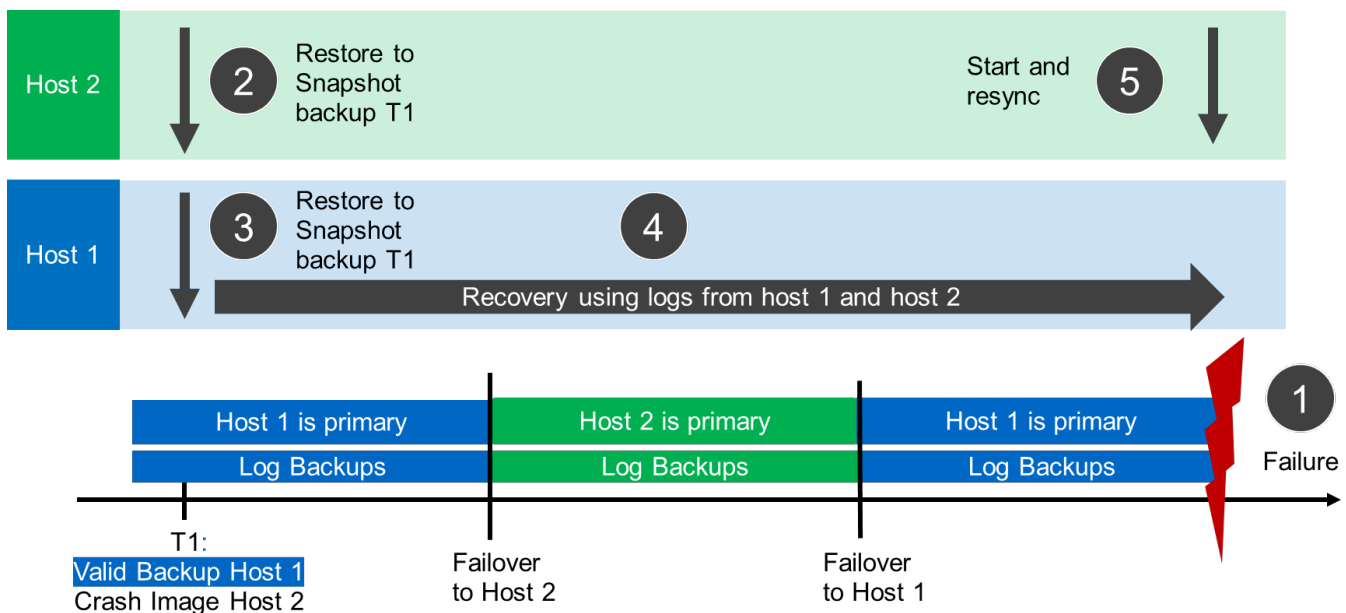 Host 2
2
Restore to
Snapshot
backup T1
Start and
resync
5
Host 1
3
Restore to
Snapshot
backup T1
4
Recovery using logs from host 1 and host 2
Host 1 is primary
Host 2 is primary
Host 1 is primary
1
Log Backups
Log Backups
Log Backups
Failure
T1:
Valid Backup Host 1
Crash Image Host 2
Failover
to Host 2
Failover
to Host 1